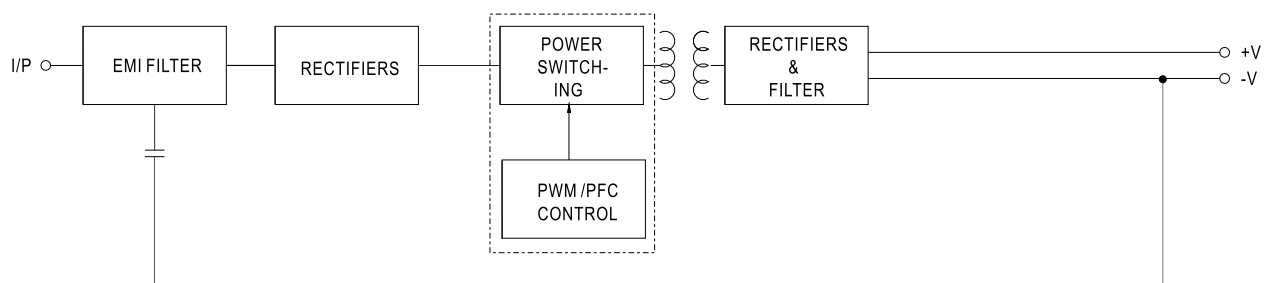 I/P
EMI FILTER
RECTIFIERS
POWER
SWITCH-
ING
PWM/PFC
CONTROL
RECTIFIERS
&
FILTER
+V
-V